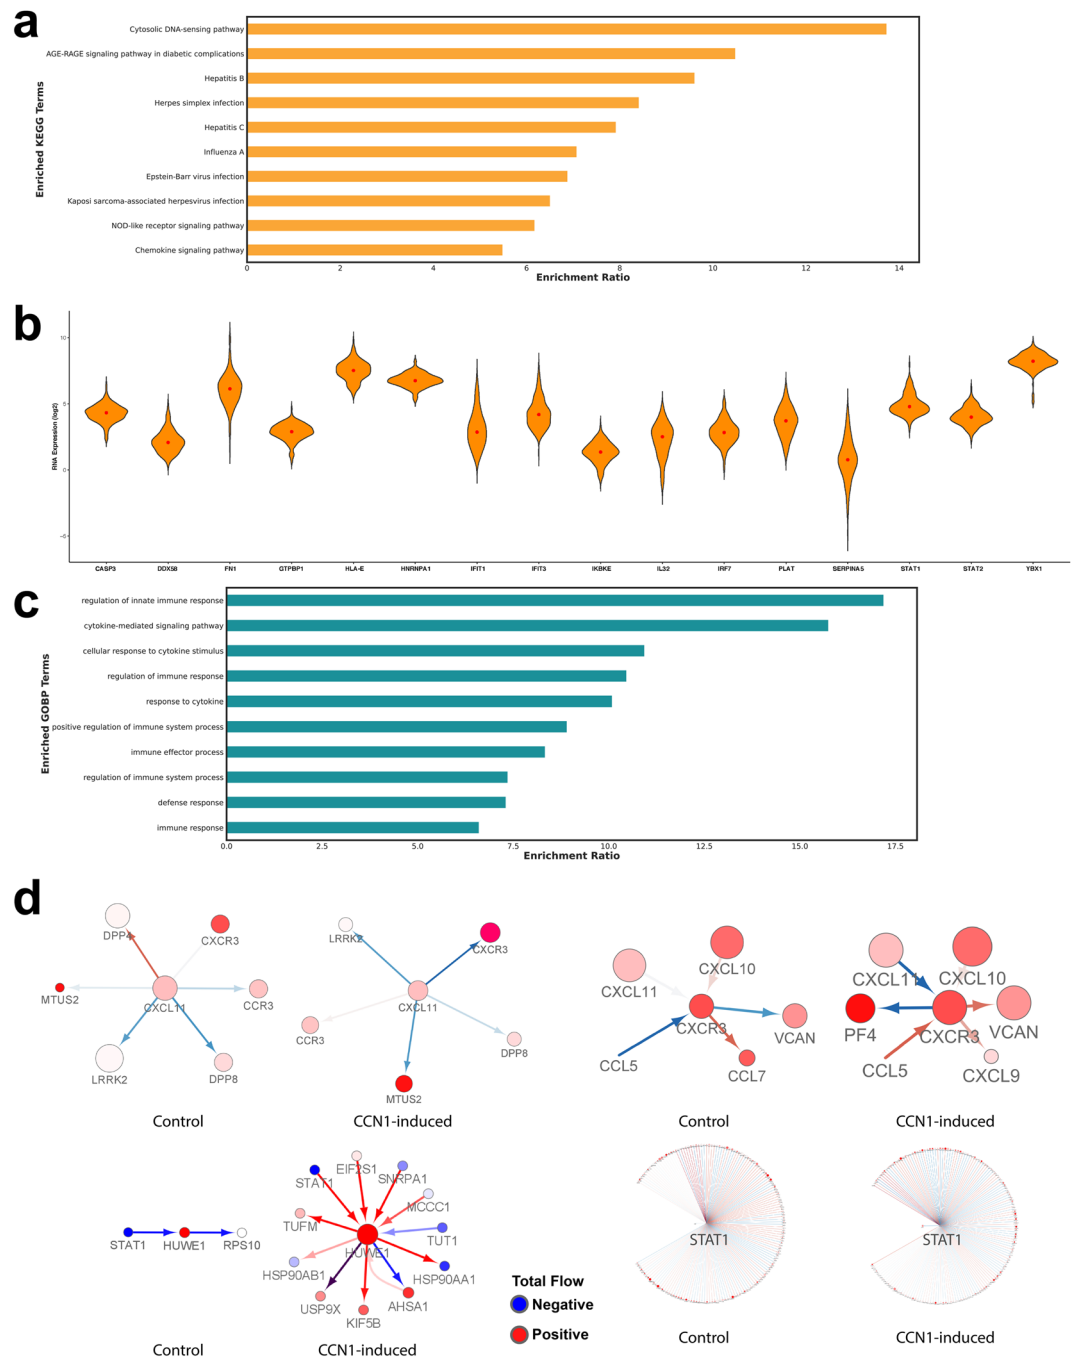 a
Enriched KEGG Terms
Cytosolic DNA-sensing pathway
AGE-RAGE signaling pathway in diabetic complications
Hepatitis B
Herpes simplex infection
Hepatitis C
Influenza A
Epstein-Barr virus infection
Kaposi sarcoma-associated herpesvirus infection
NOD-like receptor signaling pathway
Chemokine signaling pathway
0 2 4 6 8 10 12 14
Enrichment Ratio
b
RNA Expression (log2)
10
5
0
−5
CASP3 DDX58 FN1 GTPBP1 HLA-E HNRNPA1 IFIT1 IFIT3 IKBKE IL32 IRF7 PLAT SERPINA5 STAT1 STAT2 YBX1
c
Enriched GOBP Terms
regulation of innate immune response
cytokine-mediated signaling pathway
cellular response to cytokine stimulus
regulation of immune response
response to cytokine
positive regulation of immune system process
immune effector process
regulation of immune system process
defense response
immune response
0.0 2.5 5.0 7.5 10.0 12.5 15.0 17.5
Enrichment Ratio
d
DPP4
CXCR3
MTUS2
CXCL11
CCR3
LRRK2
DPP8
Control
LRRK2
CXCR3
CXCL11
CCR3
DPP8
MTUS2
CCN1-induced
CXCL10
CXCL11
CXCR3
VCAN
CCL5
CCL7
Control
CXCL11
CXCL10
PF4
CXCR3
VCAN
CCL5
CXCL9
CCN1-induced
STAT1
HUWE1
RPS10
Control
EIF2S1
STAT1
SNRPA1
MCCC1
TUFM
TUT1
HUWE1
HSP90AB1
HSP90AA1
USP9X
AHSA1
KIF5B
CCN1-induced
Total Flow
Negative
Positive
STAT1
Control
STAT1
CCN1-induced